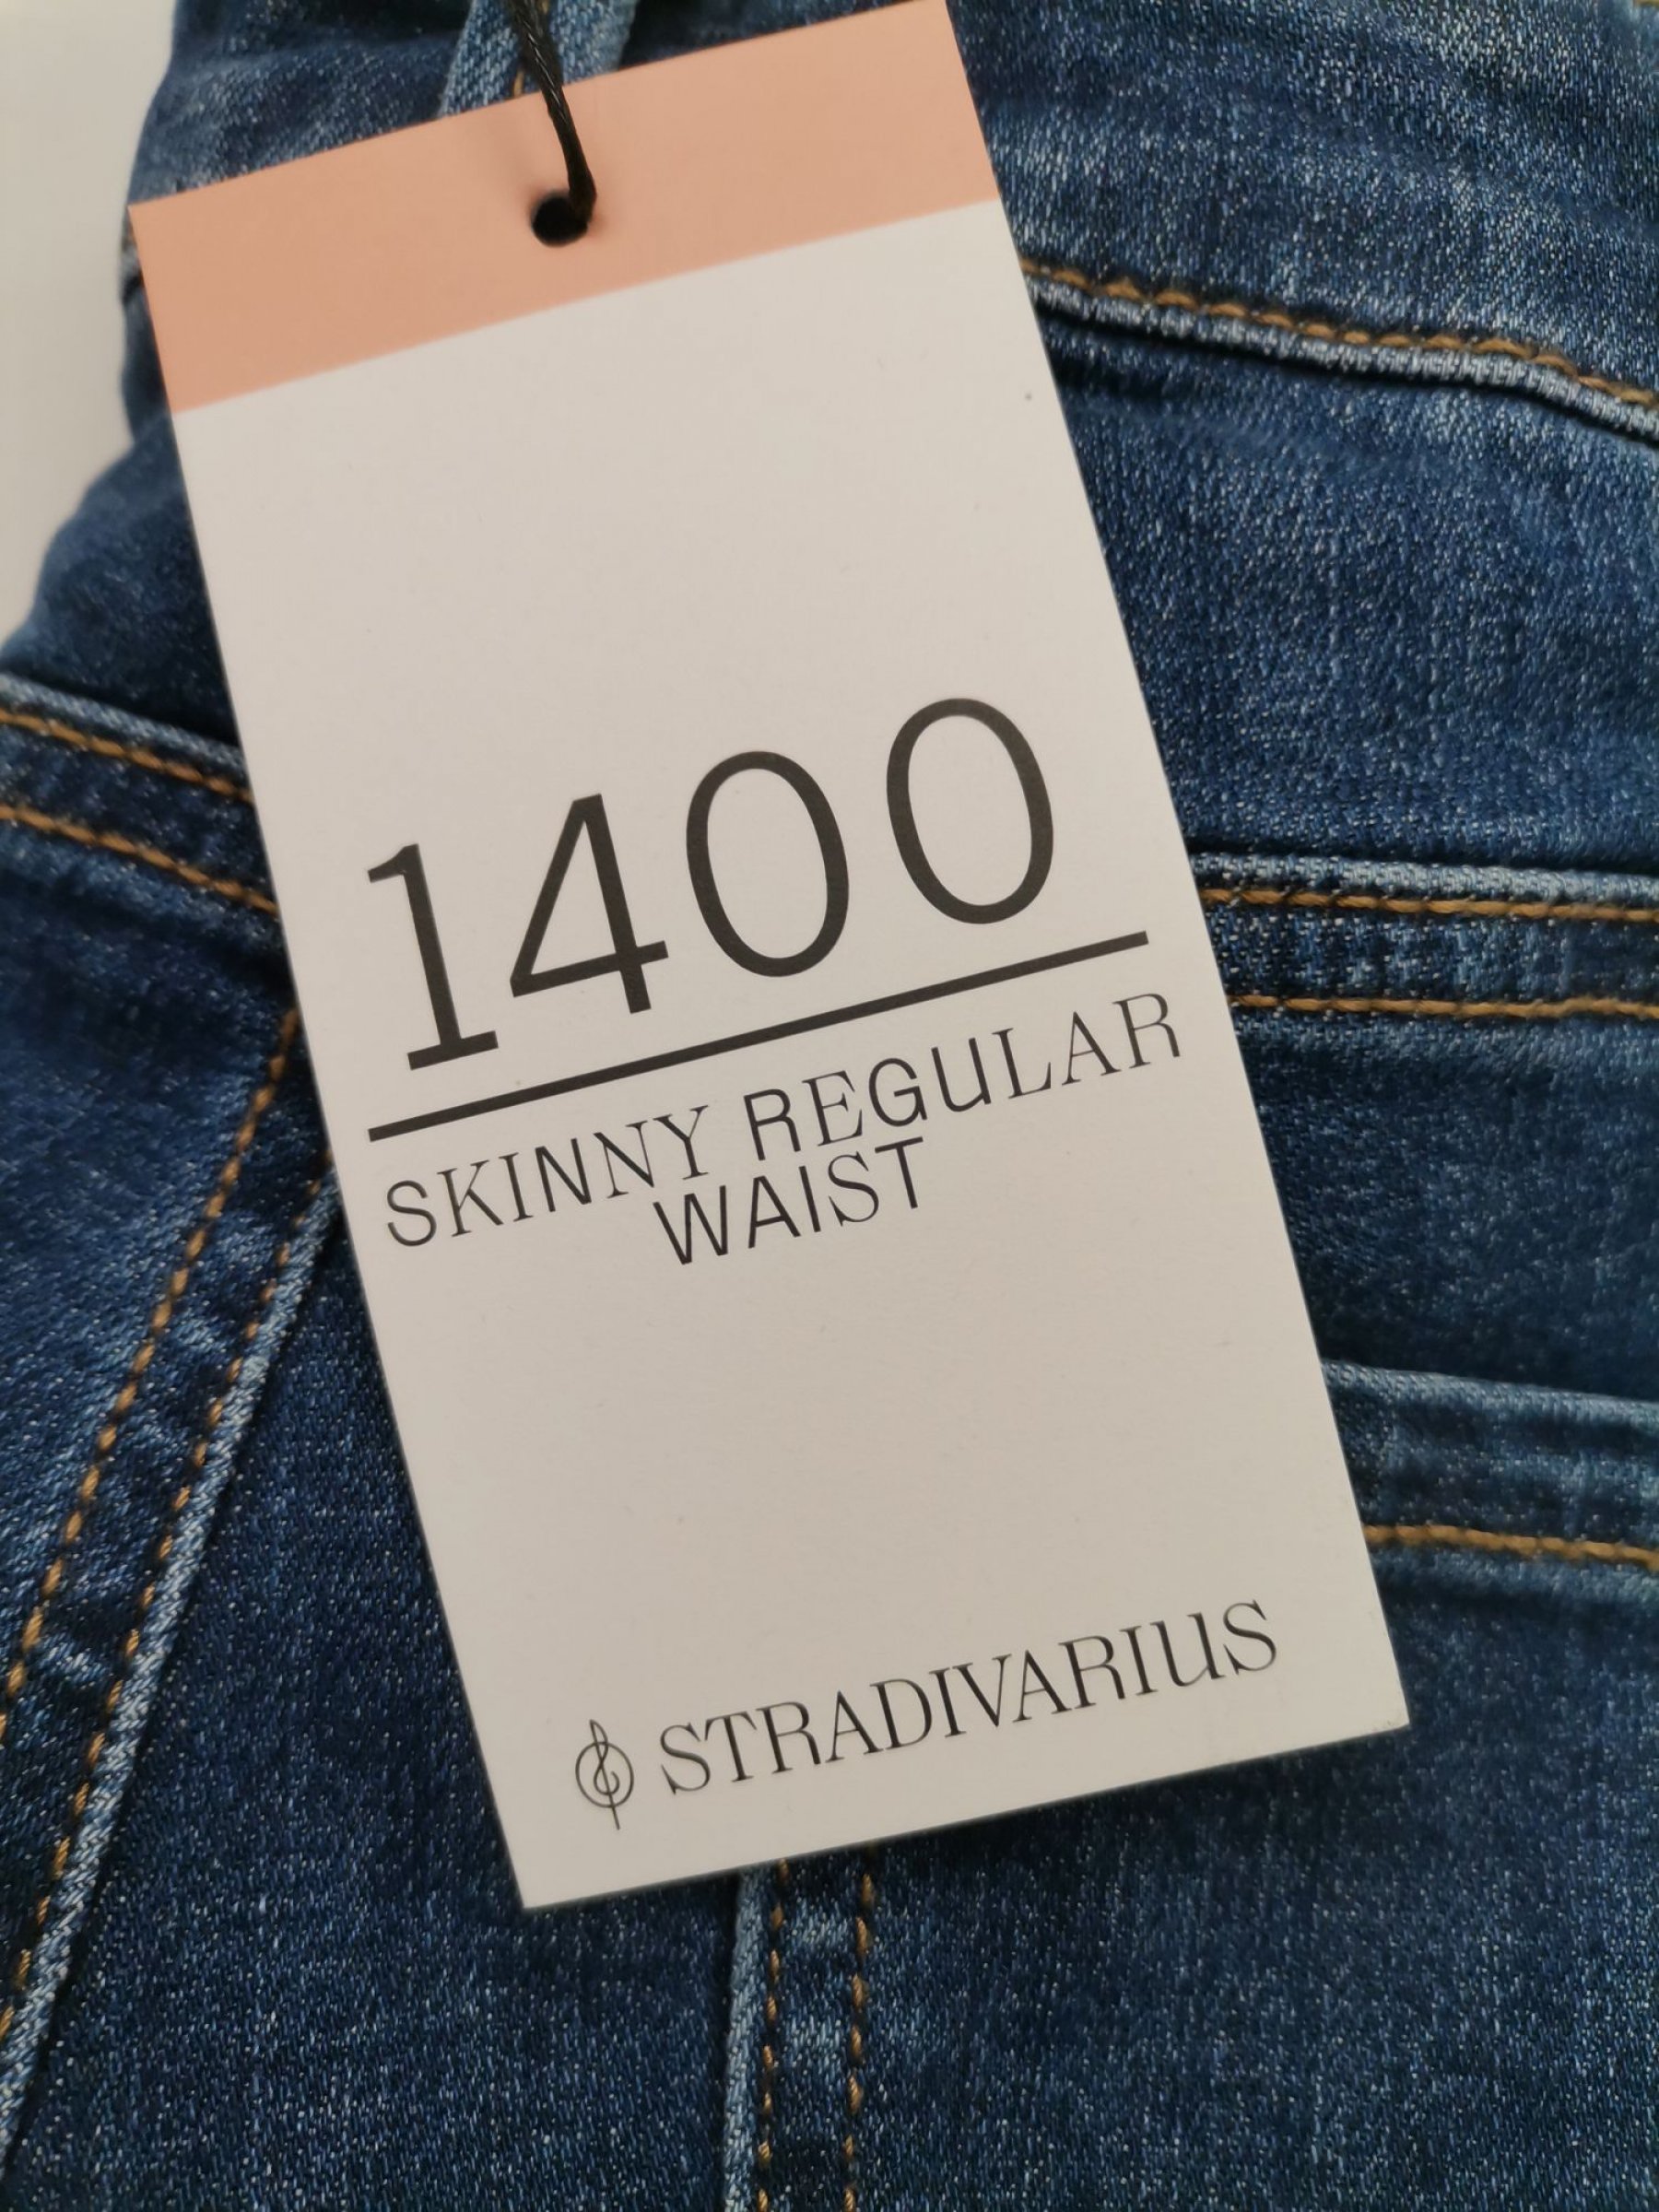 1400
SKINNY REGULAR
WAIST
STRADIVARIUS